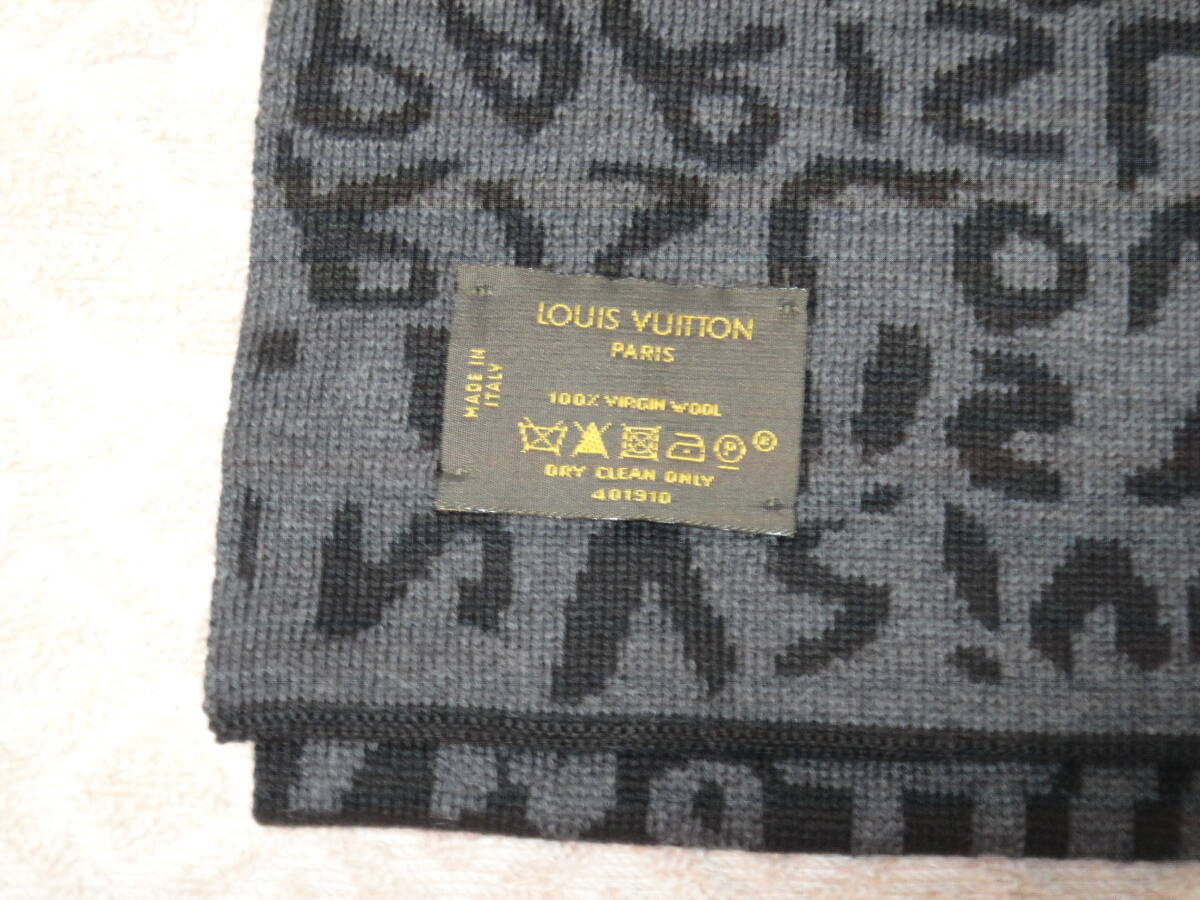 LOUIS VUITTON
PARIS
MADE IN
ITALY
100% VIRGIN WOOL
P ®
DRY CLEAN ONLY
401910